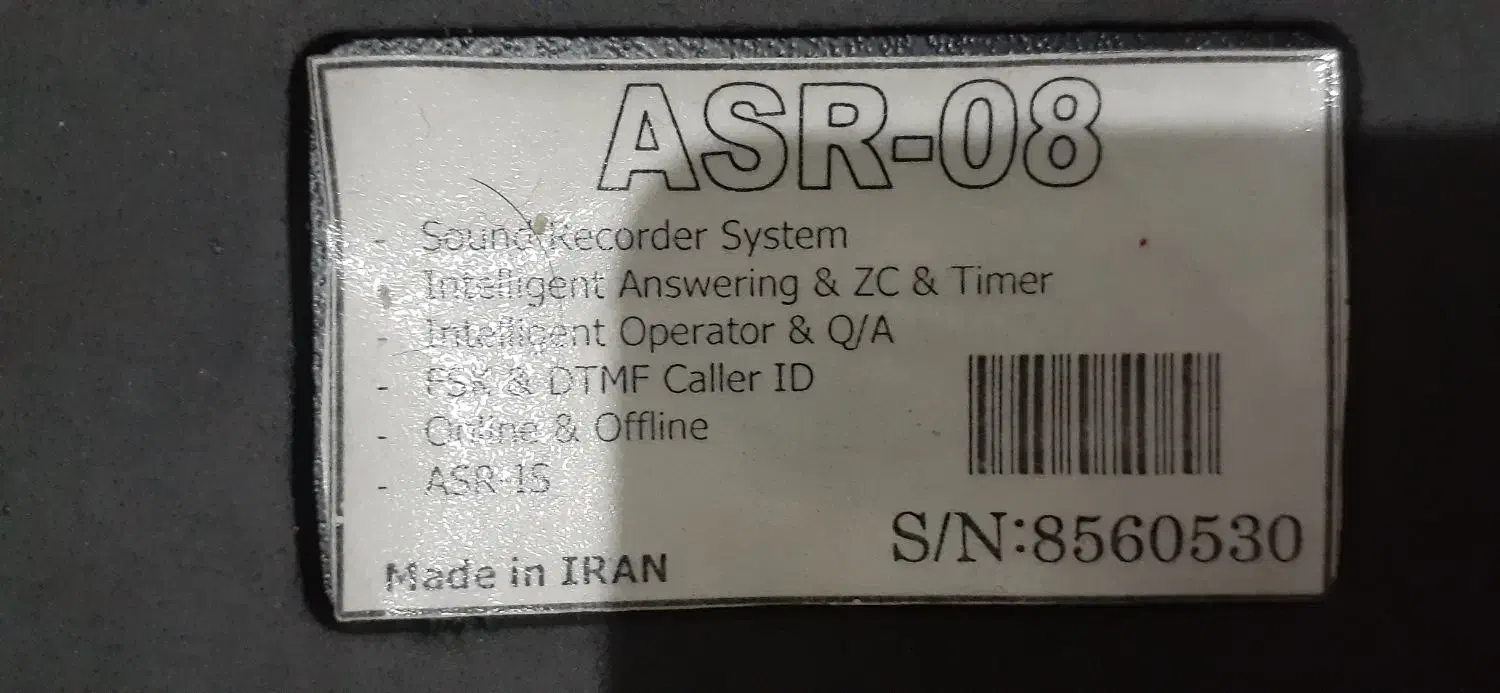 ASR-08
- Sound Recorder System
- Intelligent Answering & ZC & Timer
- Intelligent Operator & Q/A
- FSK & DTMF Caller ID
- Online & Offline
- ASR-1S
S/N:8560530
Made in IRAN